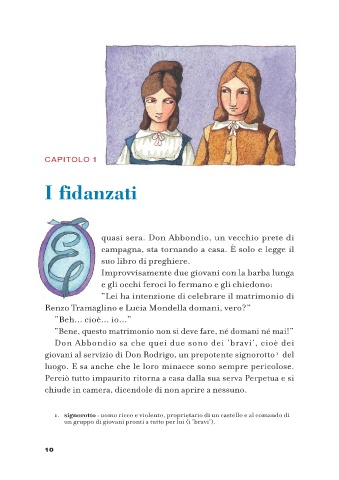 CAPITOLO 1
I fidanzati
È
quasi sera. Don Abbondio, un vecchio prete di
campagna, sta tornando a casa. È solo e legge il
suo libro di preghiere.
Improvvisamente due giovani con la barba lunga
e gli occhi feroci lo fermano e gli chiedono:
"Lei ha intenzione di celebrare il matrimonio di
Renzo Tramaglino e Lucia Mondella domani, vero?"
"Beh... cioè... io..."
"Bene, questo matrimonio non si deve fare, né domani né mai!"
Don Abbondio sa che quei due sono dei 'bravi', cioè dei
giovani al servizio di Don Rodrigo, un prepotente signorotto¹ del
luogo. E sa anche che le loro minacce sono sempre pericolose.
Perciò tutto impaurito ritorna a casa dalla sua serva Perpetua e si
chiude in camera, dicendole di non aprire a nessuno.
1. signorotto - uomo ricco e violento, proprietario di un castello e al comando di
un gruppo di giovani pronti a tutto per lui (i 'bravi').
10